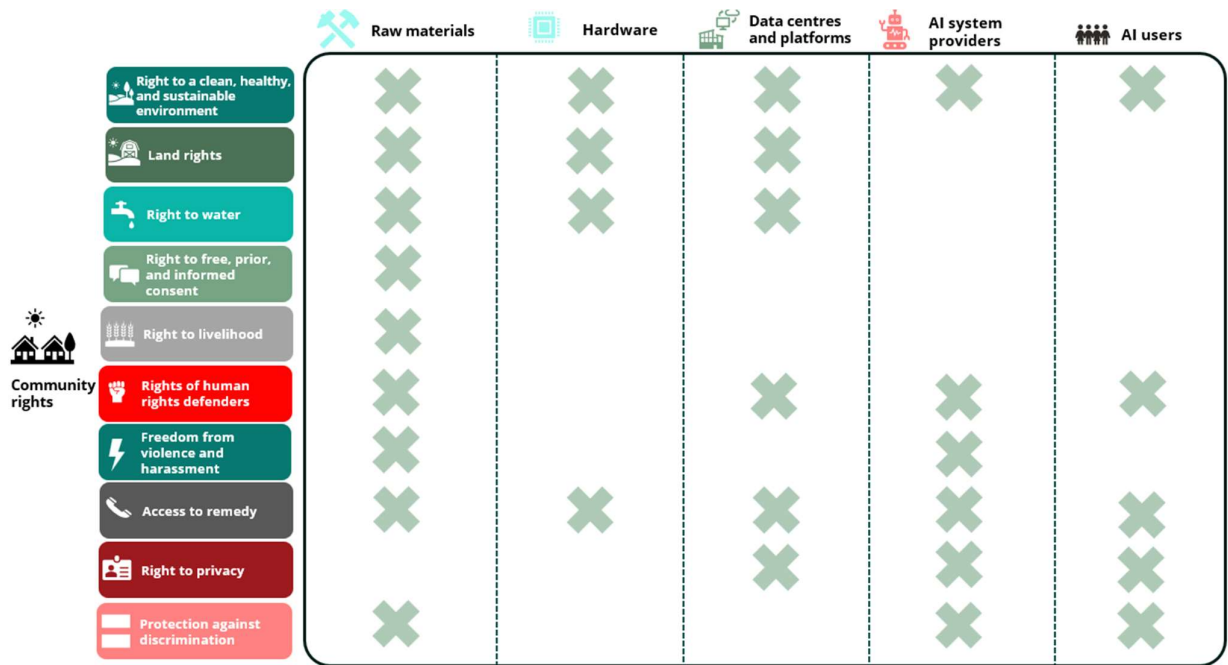 Raw materials
Hardware
Data centres
and platforms
AI system
providers
AI users
Right to a clean, healthy,
and sustainable
environment
Land rights
Right to water
Right to free, prior,
and informed
consent
Right to livelihood
Community
rights
Rights of human
rights defenders
Freedom from
violence and
harassment
Access to remedy
Right to privacy
Protection against
discrimination